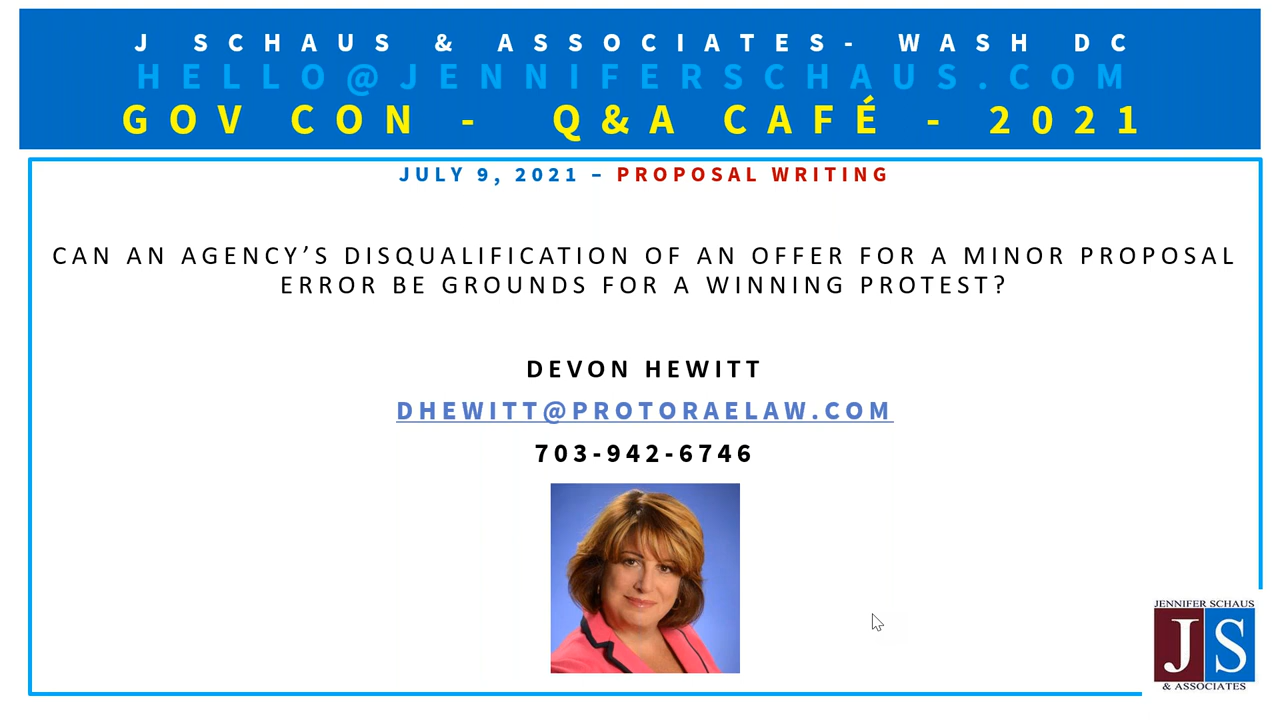 J SCHAUS & ASSOCIATES- WASH DC
HELLO@JENNIFERSCHAUS.COM
GOV CON - Q&A CAFÉ - 2021
JULY 9, 2021 – PROPOSAL WRITING
CAN AN AGENCY’S DISQUALIFICATION OF AN OFFER FOR A MINOR PROPOSAL
ERROR BE GROUNDS FOR A WINNING PROTEST?
DEVON HEWITT
DHEWITT@PROTORAELAW.COM
703-942-6746
JENNIFER SCHAUS
JS
& ASSOCIATES